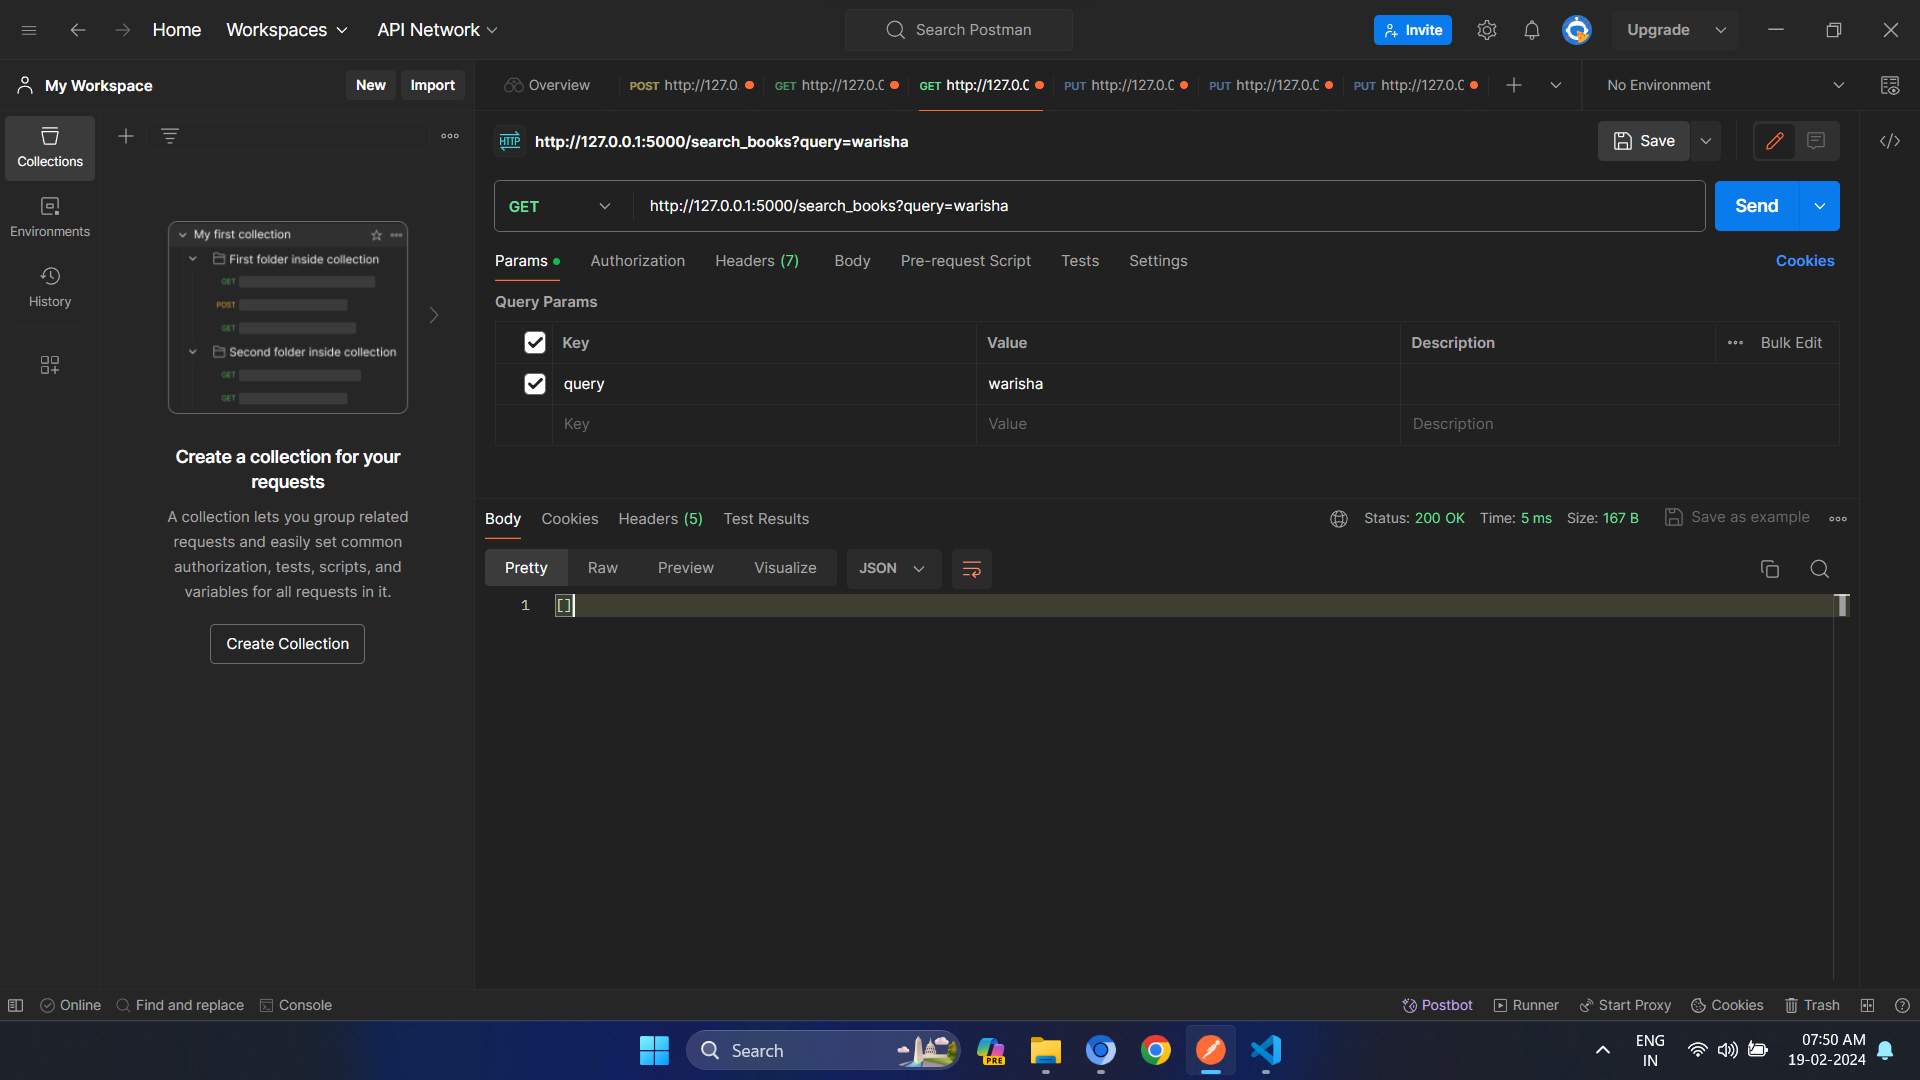 Home Workspaces API Network Search Postman Invite Upgrade
My Workspace New Import Overview POST http://127.0. GET http://127.0.0 GET http://127.0.0 PUT http://127.0.0 PUT http://127.0.0 PUT http://127.0.0 No Environment
Collections
Environments
History
My first collection
First folder inside collection
GET
POST
GET
Second folder inside collection
GET
GET
Create a collection for your
requests
A collection lets you group related
requests and easily set common
authorization, tests, scripts, and
variables for all requests in it.
Create Collection
HTTP http://127.0.0.1:5000/search_books?query=warisha Save
GET http://127.0.0.1:5000/search_books?query=warisha Send
Params Authorization Headers (7) Body Pre-request Script Tests Settings Cookies
Query Params
Key Value Description Bulk Edit
query warisha
Key Value Description
Body Cookies Headers (5) Test Results Status: 200 OK Time: 5 ms Size: 167 B Save as example
Pretty Raw Preview Visualize JSON
1 []
Online Find and replace Console Postbot Runner Start Proxy Cookies Trash
Search PRE ENG 07:50 AM
IN 19-02-2024